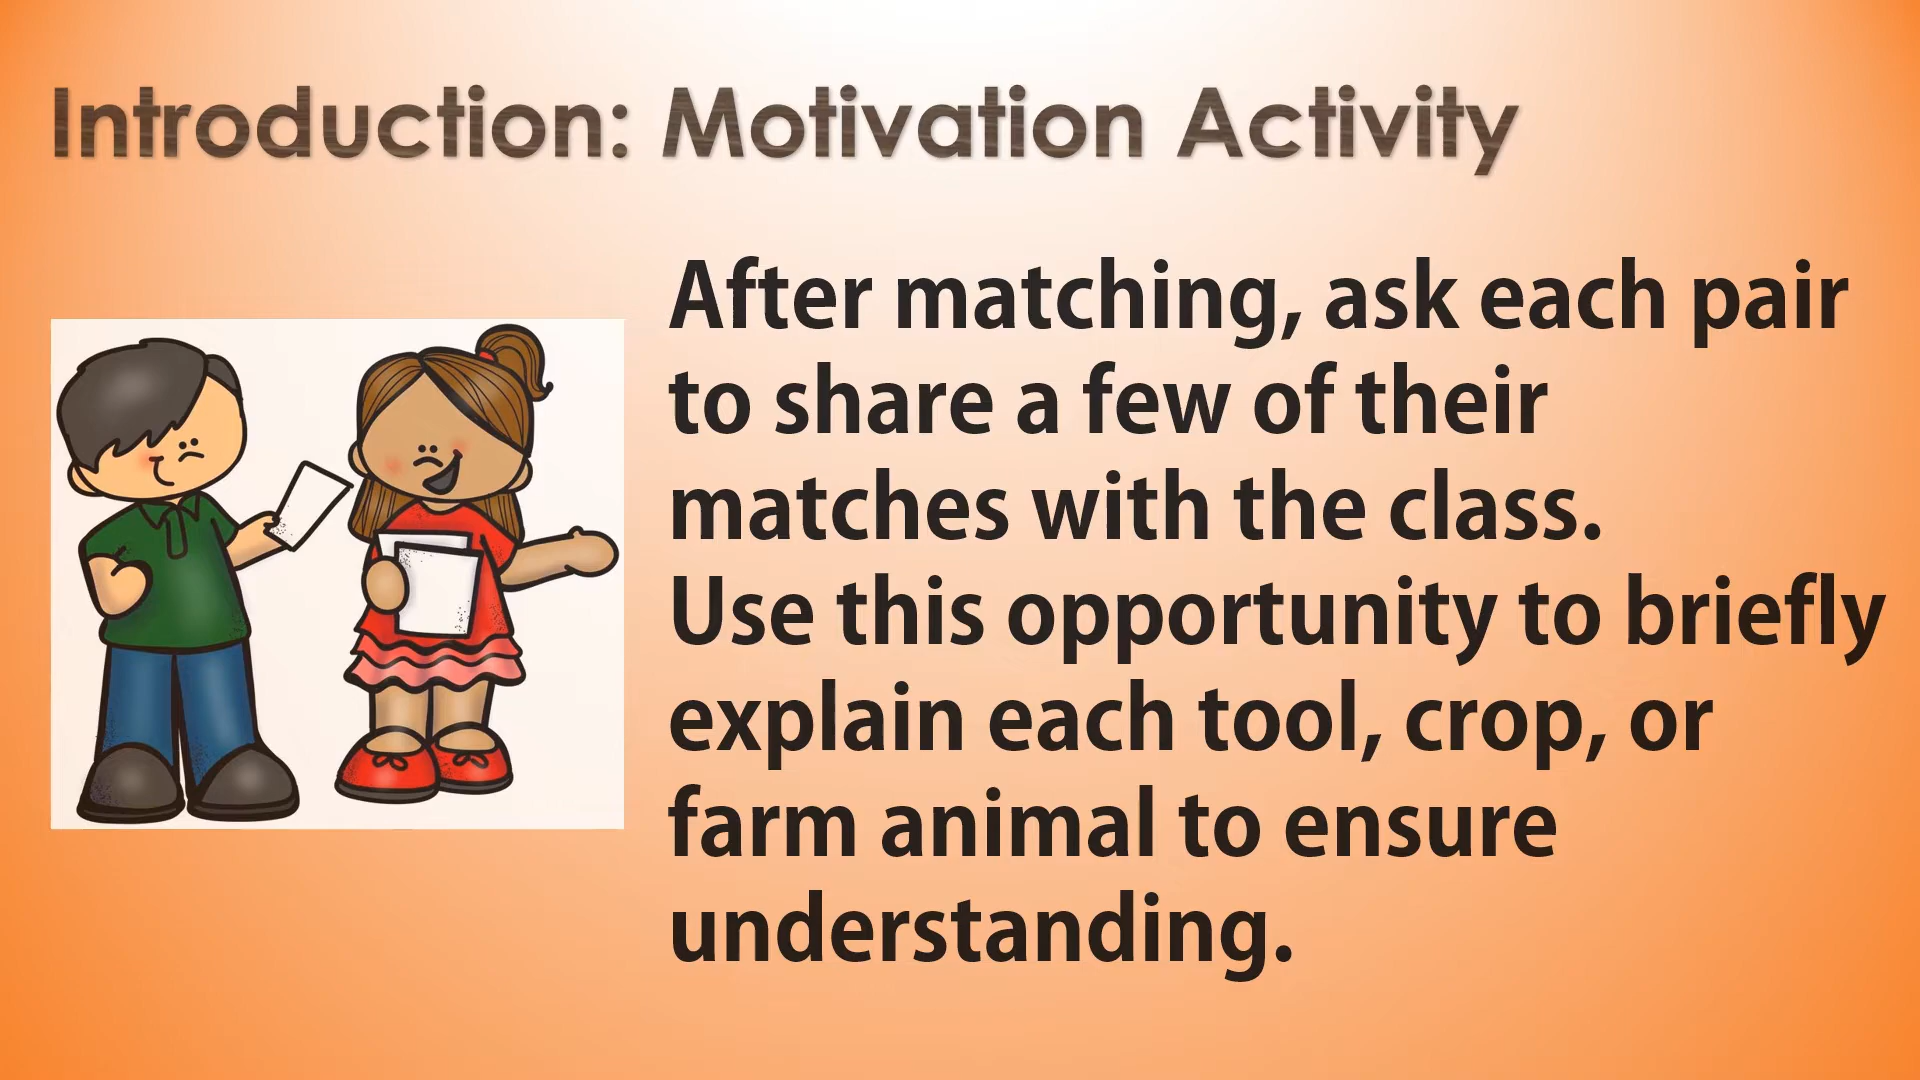 Introduction: Motivation Activity
After matching, ask each pair
to share a few of their
matches with the class.
Use this opportunity to briefly
explain each tool, crop, or
farm animal to ensure
understanding.